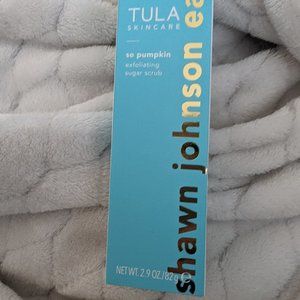 TULA
SKINCARE
so pumpkin
exfoliating
sugar scrub
shawn johnson ea
NET WT. 2.9 OZ./82g e